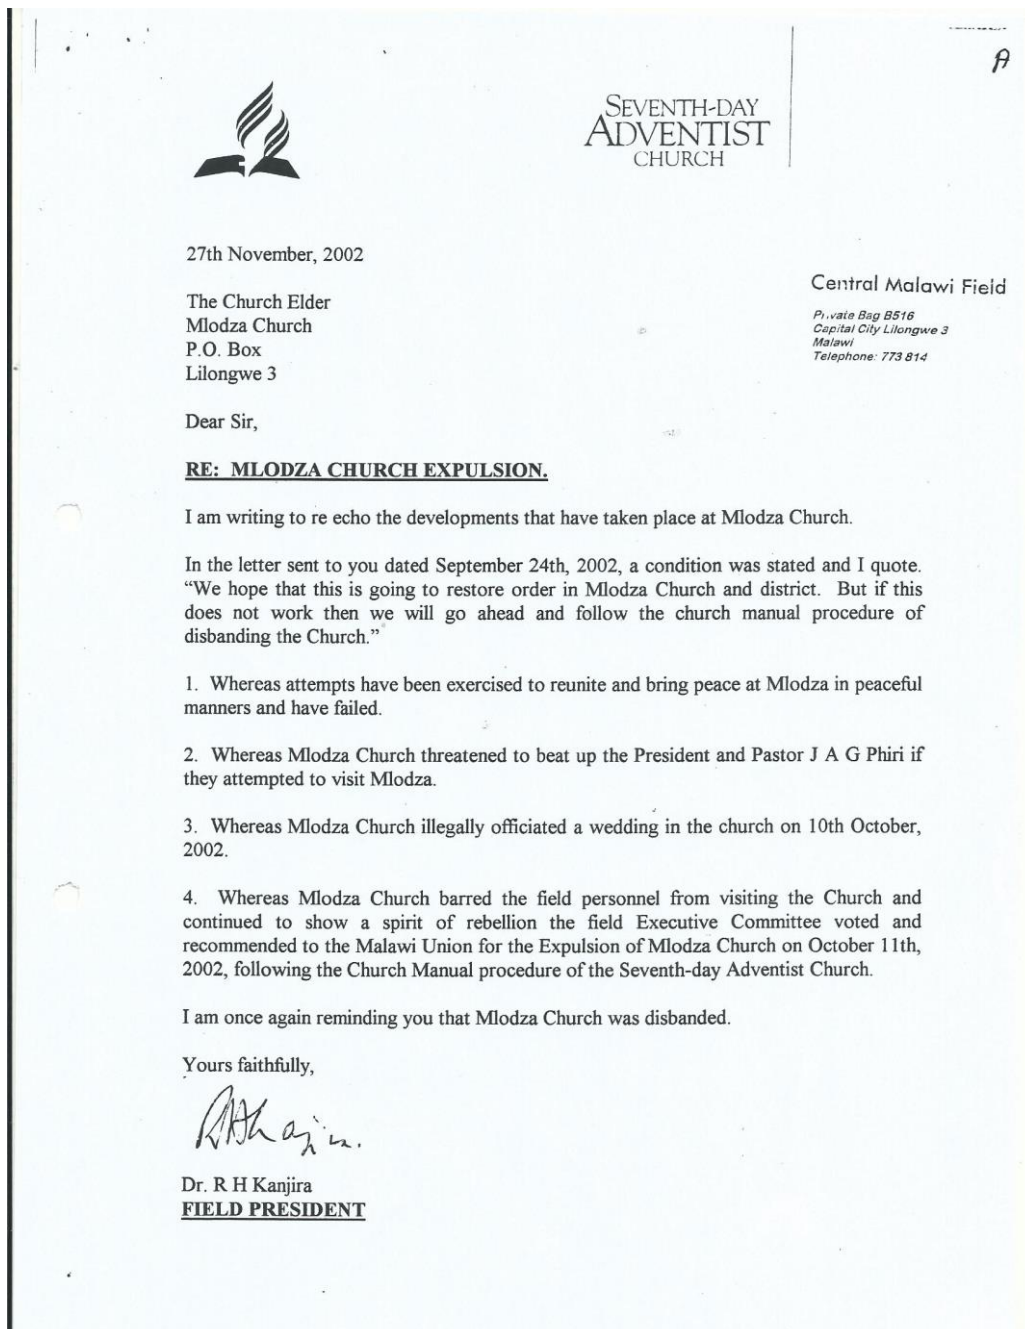 A
SEVENTH-DAY
ADVENTIST
CHURCH
27th November, 2002
Central Malawi Field
Private Bag B516
Capital City Lilongwe 3
Malawi
Telephone: 773 814
The Church Elder
Mlodza Church
P.O. Box
Lilongwe 3
Dear Sir,
RE: MLODZA CHURCH EXPULSION.
I am writing to re echo the developments that have taken place at Mlodza Church.
In the letter sent to you dated September 24th, 2002, a condition was stated and I quote.
“We hope that this is going to restore order in Mlodza Church and district. But if this
does not work then we will go ahead and follow the church manual procedure of
disbanding the Church.”
1. Whereas attempts have been exercised to reunite and bring peace at Mlodza in peaceful
manners and have failed.
2. Whereas Mlodza Church threatened to beat up the President and Pastor J A G Phiri if
they attempted to visit Mlodza.
3. Whereas Mlodza Church illegally officiated a wedding in the church on 10th October,
2002.
4. Whereas Mlodza Church barred the field personnel from visiting the Church and
continued to show a spirit of rebellion the field Executive Committee voted and
recommended to the Malawi Union for the Expulsion of Mlodza Church on October 11th,
2002, following the Church Manual procedure of the Seventh-day Adventist Church.
I am once again reminding you that Mlodza Church was disbanded.
Yours faithfully,
Dr. R H Kanjira
FIELD PRESIDENT